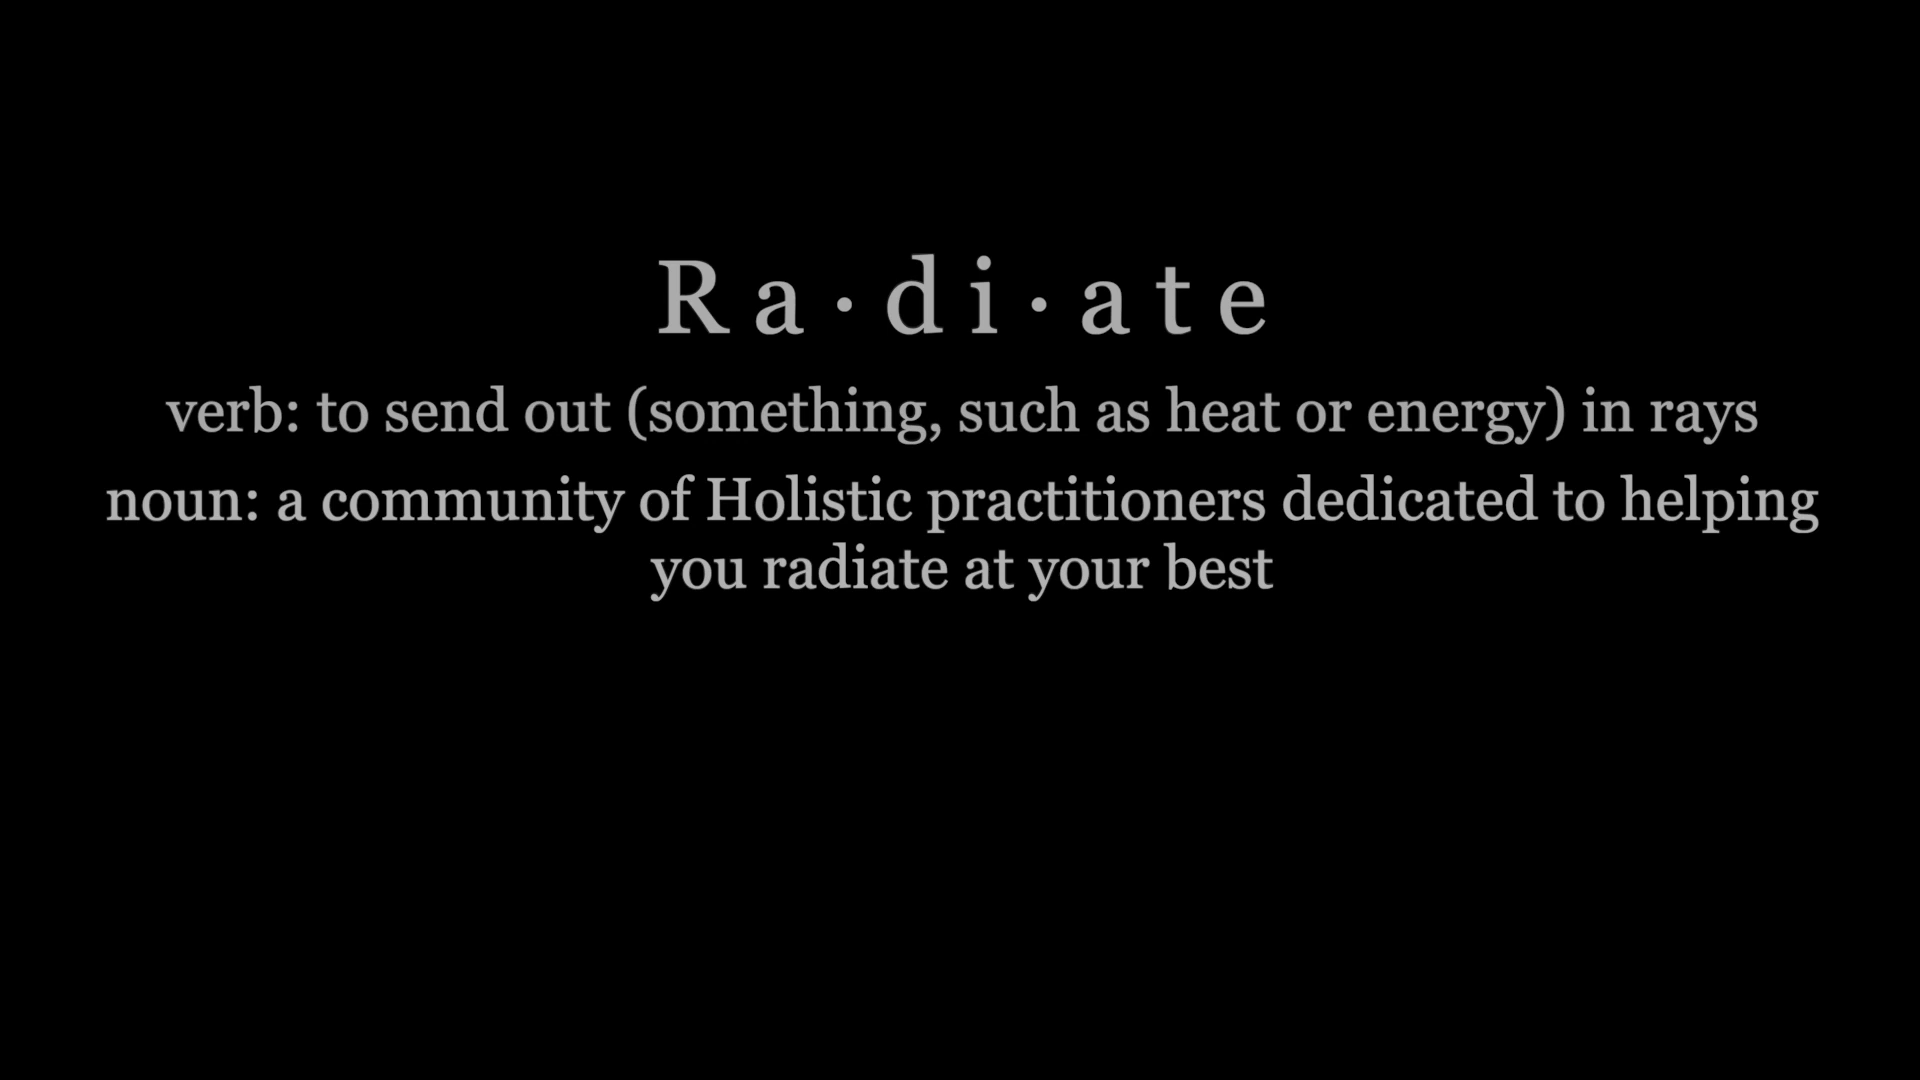 Ra·di·ate
verb: to send out (something, such as heat or energy) in rays
noun: a community of Holistic practitioners dedicated to helping
you radiate at your best